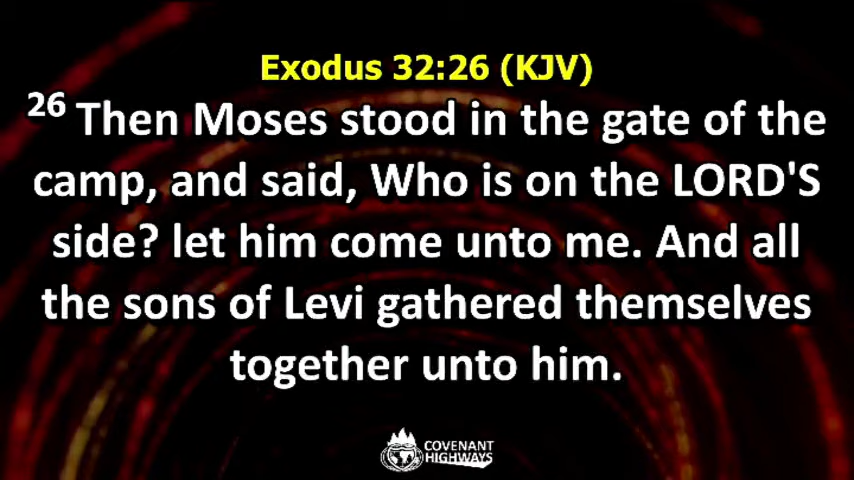 Exodus 32:26 (KJV)
26 Then Moses stood in the gate of the
camp, and said, Who is on the LORD'S
side? let him come unto me. And all
the sons of Levi gathered themselves
together unto him.
COVENANT
HIGHWAYS